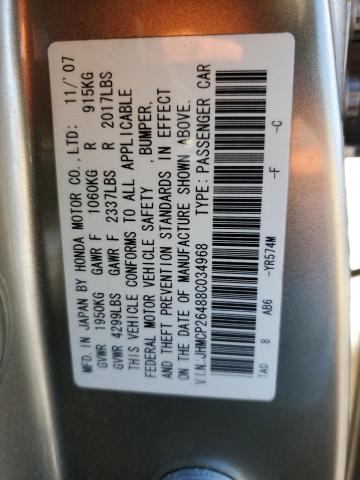 MFD. IN JAPAN BY HONDA MOTOR CO., LTD: 11/'07
GVWR 1950KG GAWR F 1060KG R 915KG
GVWR 4299LBS GAWR F 2337LBS R 2017LBS
THIS VEHICLE CONFORMS TO ALL APPLICABLE
FEDERAL MOTOR VEHICLE SAFETY ,BUMPER,
AND THEFT PREVENTION STANDARDS IN EFFECT
ON THE DATE OF MANUFACTURE SHOWN ABOVE.
V.I.N.:JHMCP26488C034968 TYPE: PASSENGER CAR
TA0 8 AB6 -YR574M -F -C